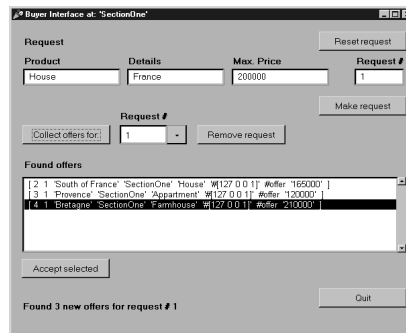 Buyer Interface at: 'SectionOne'
Request
Reset request
Product Details Max. Price Request #
House France 200000 1
Make request
Request #
Collect offers for: 1 Remove request
Found offers
[ 2 1 'South of France' 'SectionOne' 'House' '#[127 0 0 1]' #offer '165000' ]
[ 3 1 'Provence' 'SectionOne' 'Appartment' '#[127 0 0 1]' #offer '120000' ]
[ 4 1 'Bretagne' 'SectionOne' 'Farmhouse' '#[127 0 0 1]' #offer '210000' ]
Accept selected
Quit
Found 3 new offers for request # 1